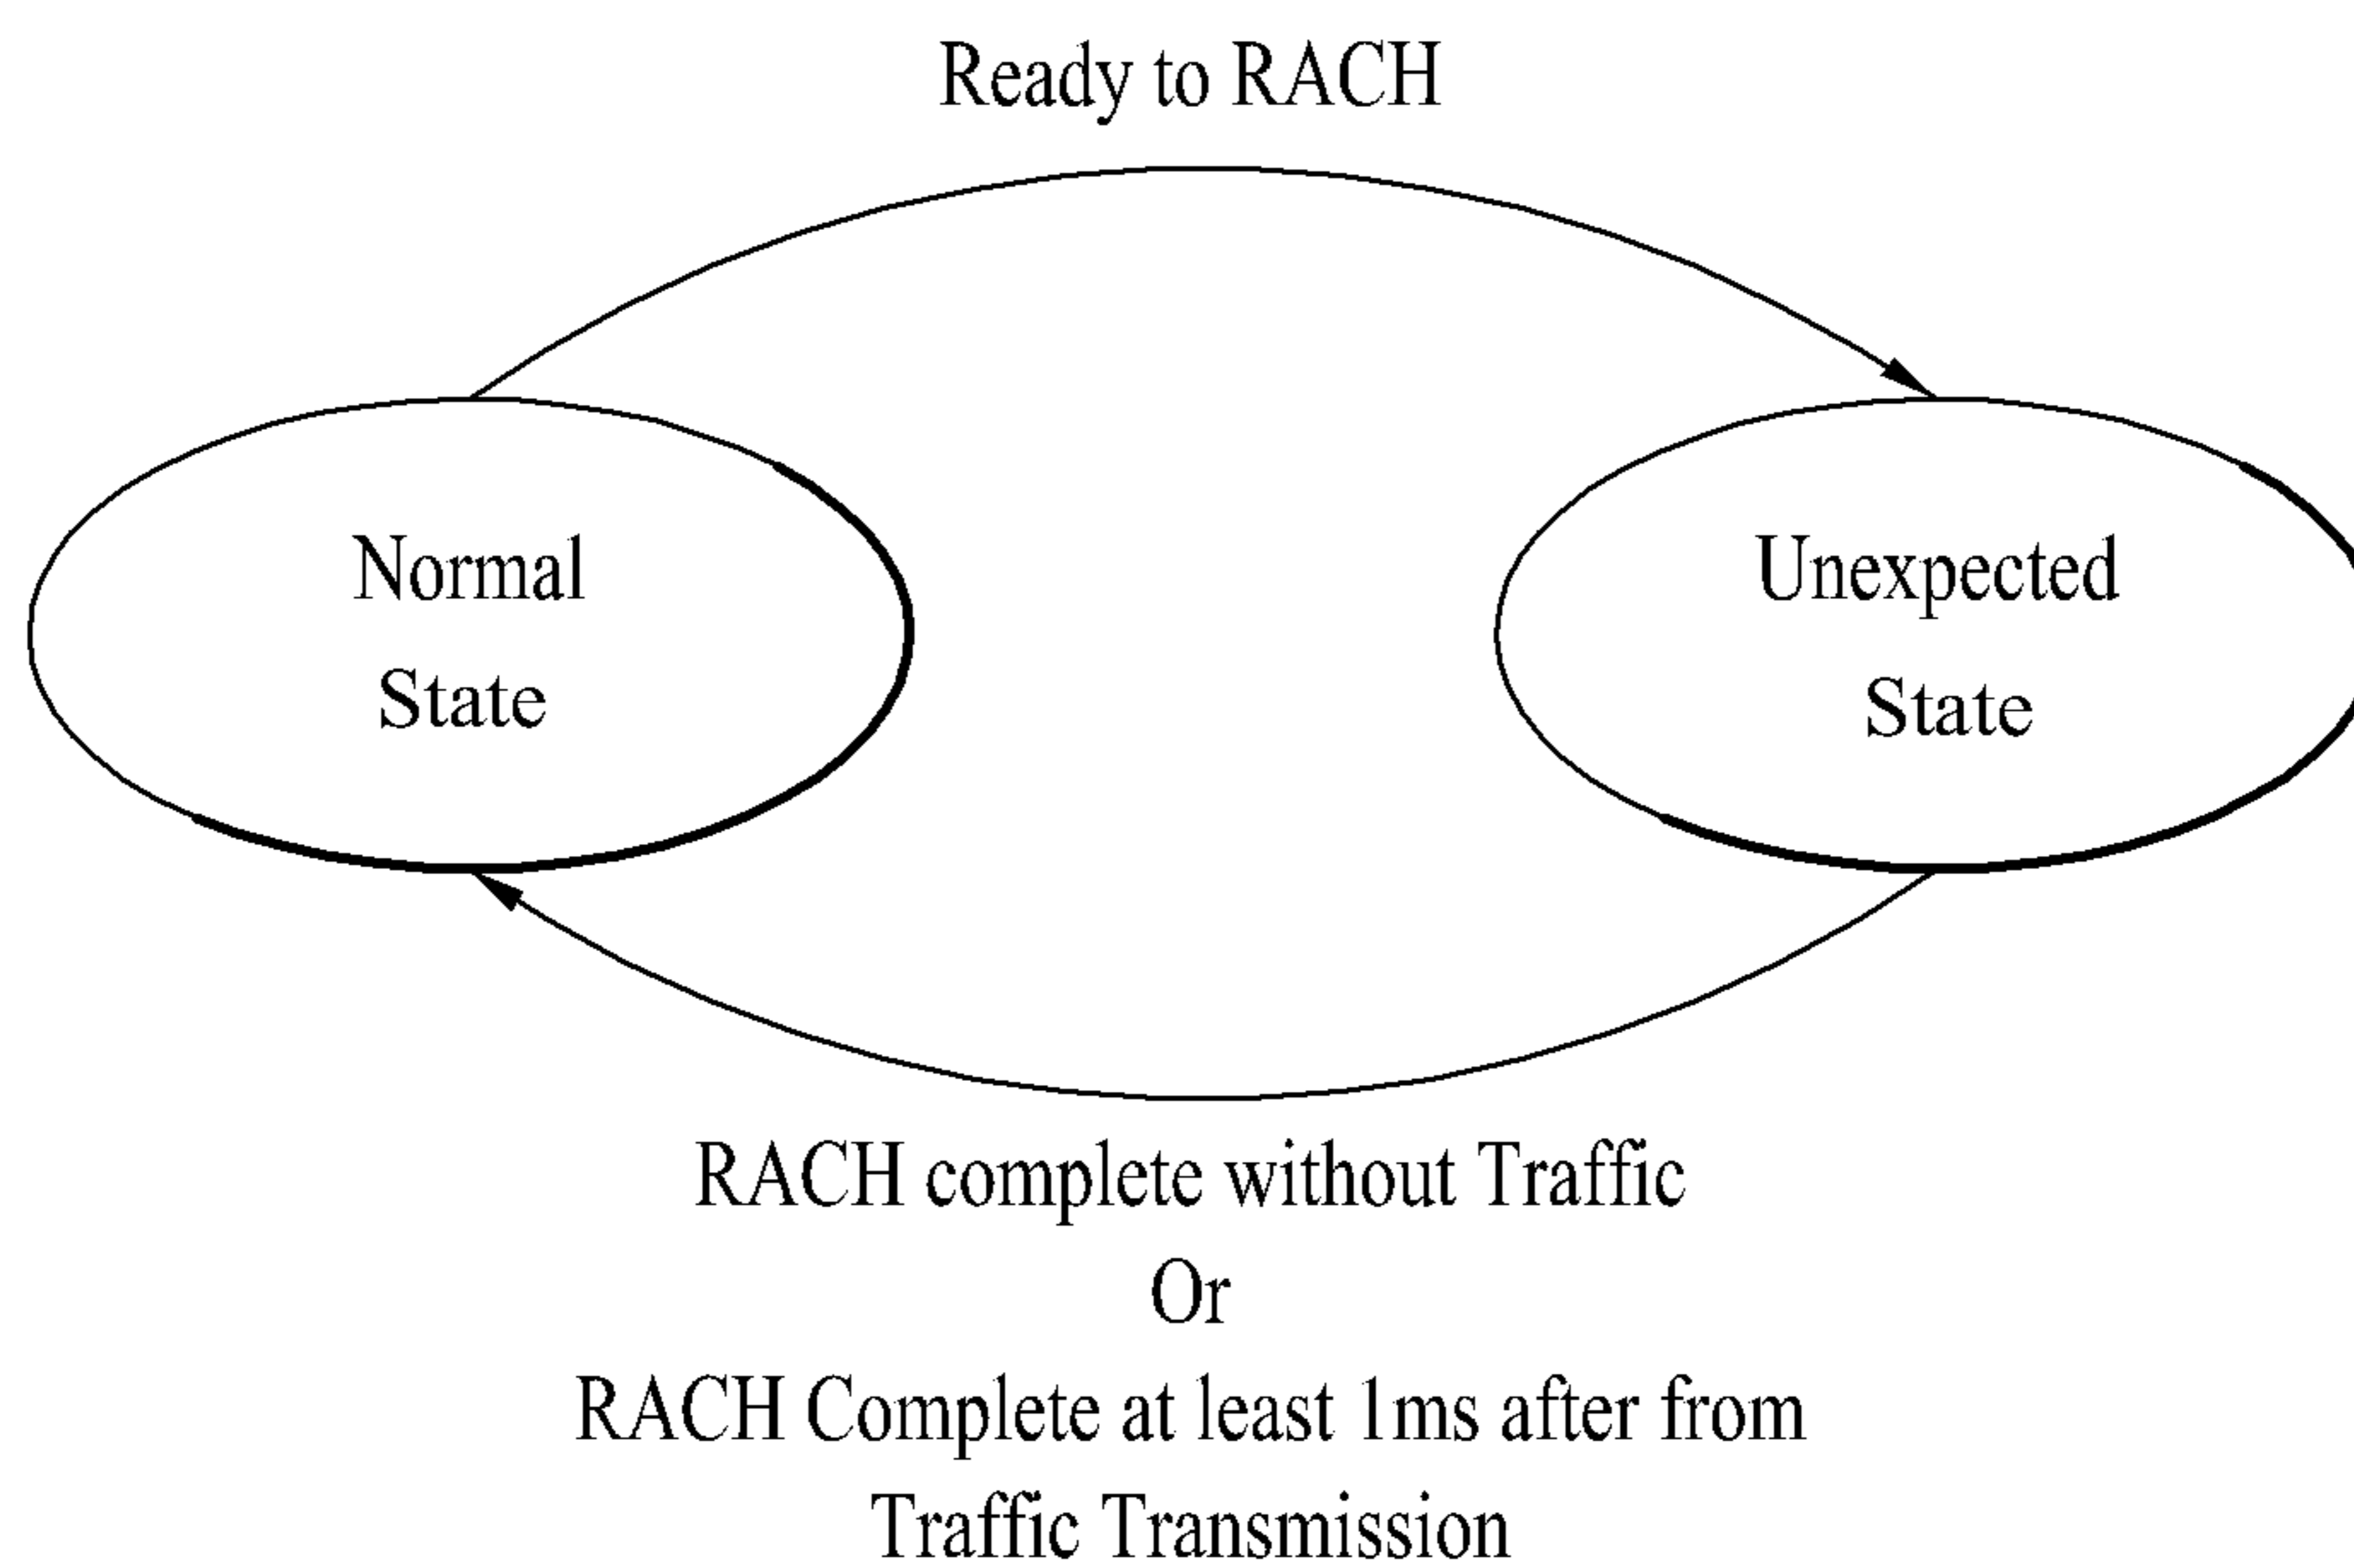 Ready to RACH
Normal
State
Unexpected
State
RACH complete without Traffic
Or
RACH Complete at least 1ms after from
Traffic Transmission